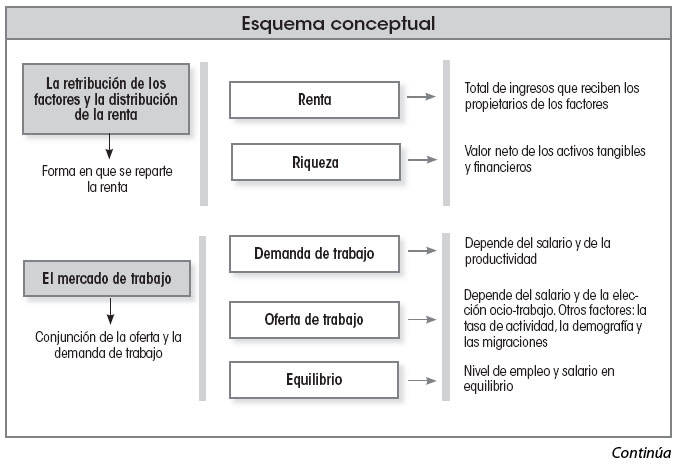 Esquema conceptual
La retribución de los
factores y la distribución
de la renta
Forma en que se reparte
la renta
Renta
Total de ingresos que reciben los
propietarios de los factores
Riqueza
Valor neto de los activos tangibles
y financieros
El mercado de trabajo
Conjunción de la oferta y la
demanda de trabajo
Demanda de trabajo
Depende del salario y de la
productividad
Oferta de trabajo
Depende del salario y de la elec-
ción ocio-trabajo. Otros factores: la
tasa de actividad, la demografía y
las migraciones
Equilibrio
Nivel de empleo y salario en
equilibrio
Continúa